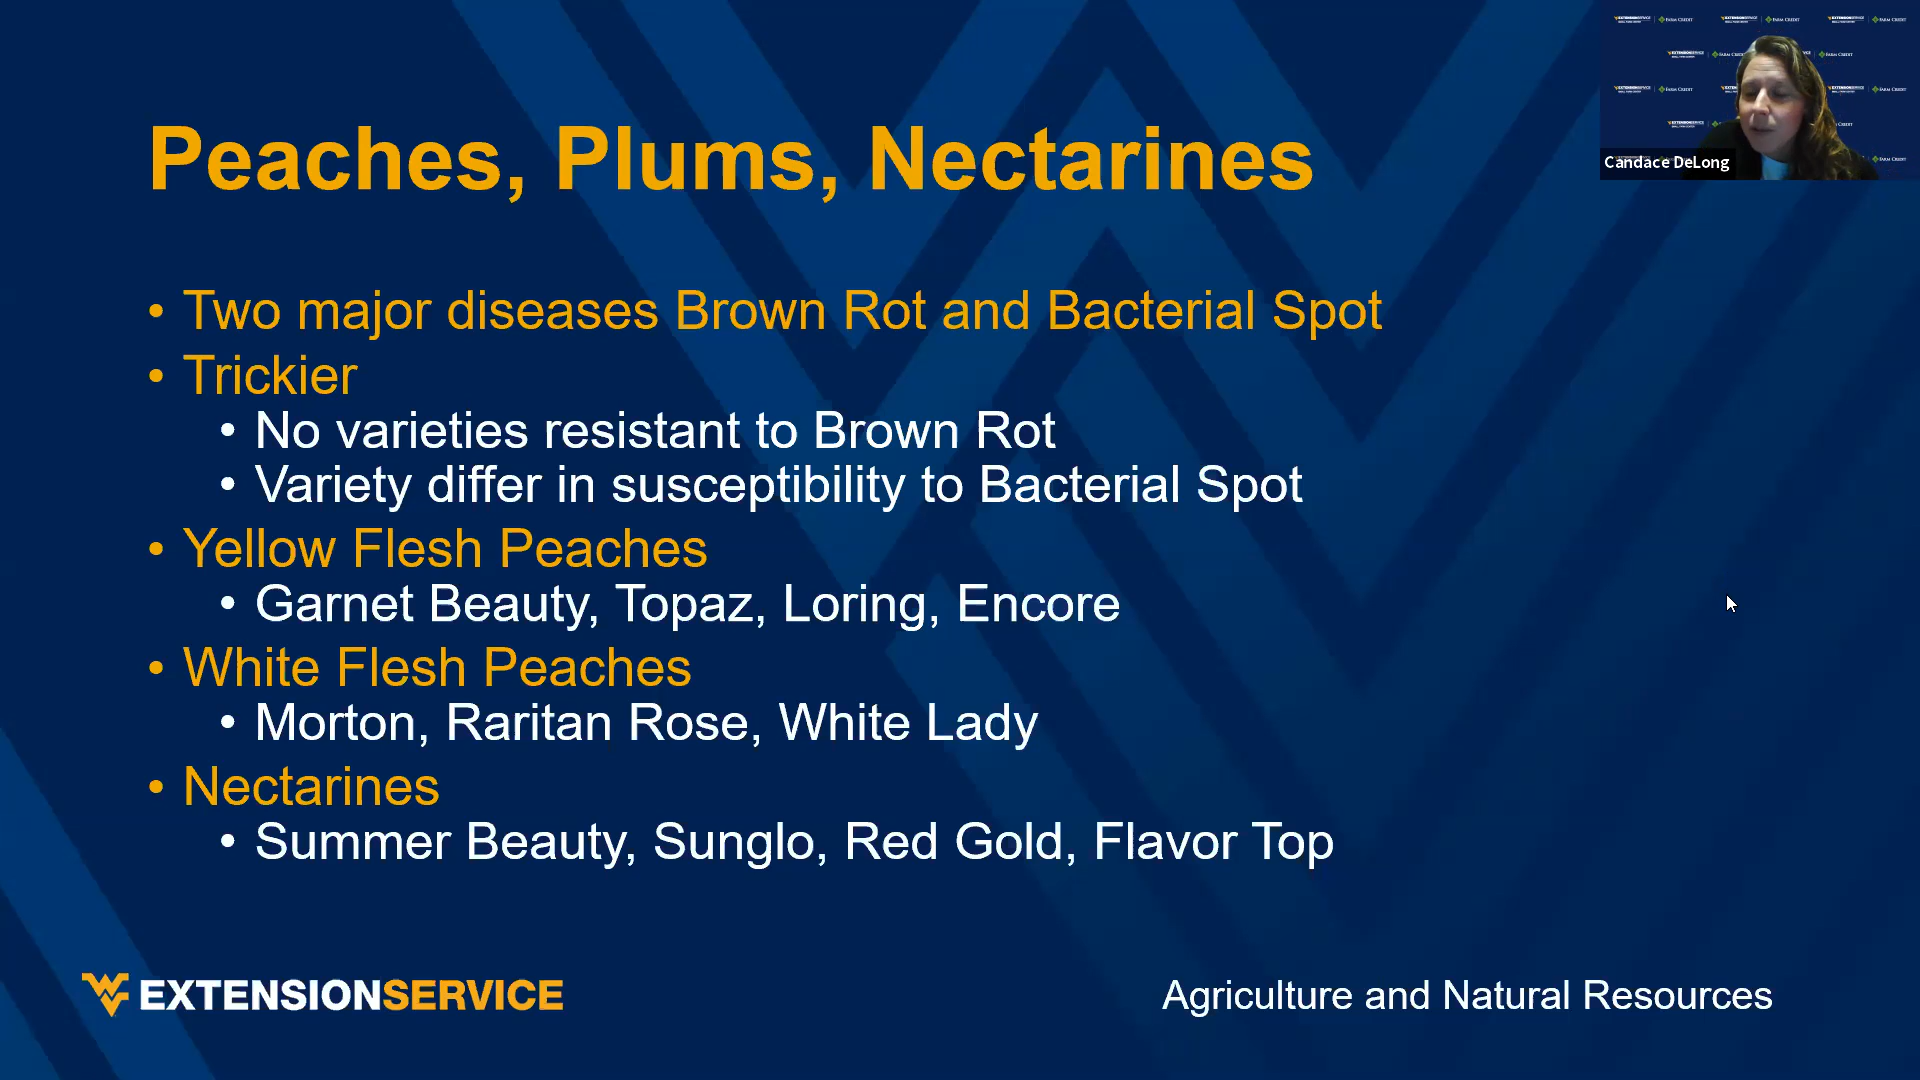 Peaches, Plums, Nectarines
• Two major diseases Brown Rot and Bacterial Spot
• Trickier
• No varieties resistant to Brown Rot
• Variety differ in susceptibility to Bacterial Spot
• Yellow Flesh Peaches
• Garnet Beauty, Topaz, Loring, Encore
• White Flesh Peaches
• Morton, Raritan Rose, White Lady
• Nectarines
• Summer Beauty, Sunglo, Red Gold, Flavor Top
EXTENSIONSERVICE
Agriculture and Natural Resources
Candace DeLong